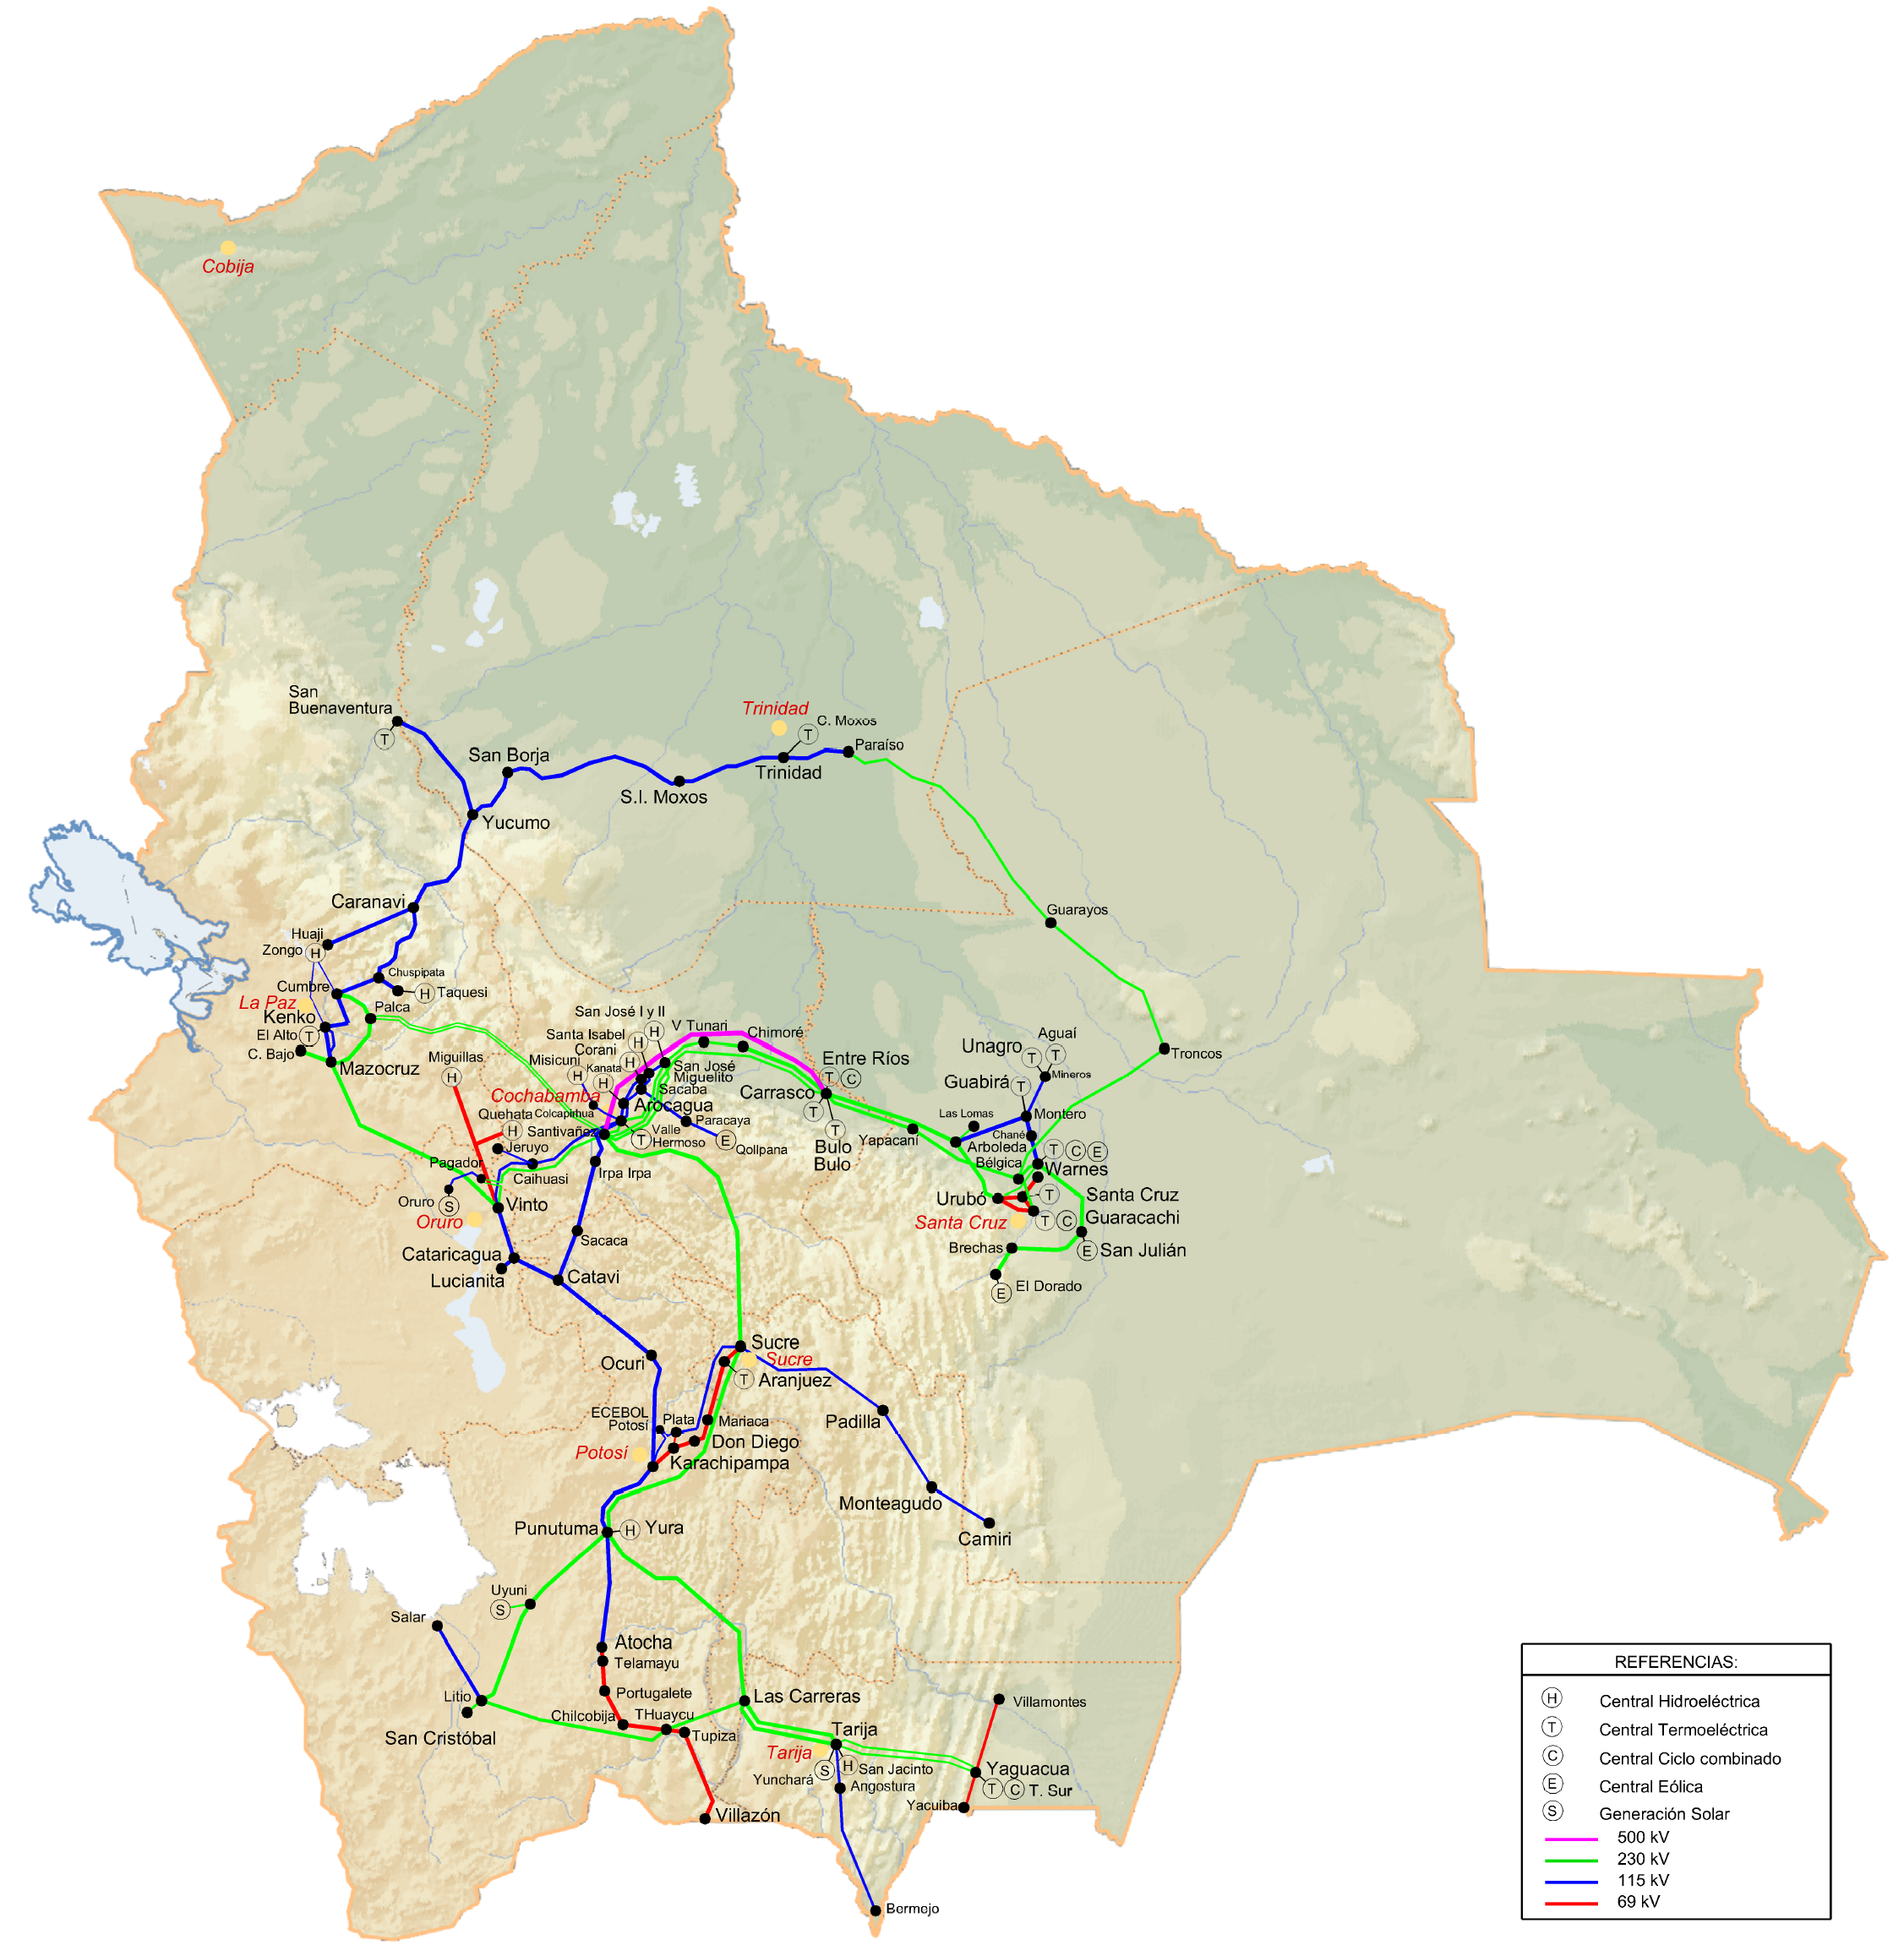 Cobija
San
Buenaventura
T
Trinidad
C. Moxos
T
Paraíso
San Borja
Trinidad
S.I. Moxos
Yucumo
Caranavi
Guarayos
Huaji
Zongo
H
Chuspipata
Cumbre
H
Taquesi
La Paz
Palca
Kenko
El Alto
T
C. Bajo
Mazocruz
San José I y II
H
V Tunari
Chimoré
Santa Isabel
H
Corani
H
Misicuni
H
Kanata
H
San José
Miguelito
Sacaba
Cochabamba
Colcapirhua
Arocagua
Paracaya
Santivañez
T
Valle
Hermoso
E
Qollpana
Miguillas
H
Quehata
H
Jeruyo
Pagador
Caihuasi
Irpa Irpa
Oruro
S
Oruro
Vinto
Entre Ríos
T
C
Carrasco
T
T
Bulo
Bulo
Yapacaní
Aguaí
T
Unagro
T
Mineros
Guabirá
T
Las Lomas
Montero
Chané
Arboleda
Bélgica
T
C
E
Warnes
Troncos
Urubó
T
Santa Cruz
T
C
Guaracachi
Santa Cruz
Brechas
E
San Julián
E
El Dorado
Sacaca
Cataricagua
Lucianita
Catavi
Ocuri
Sucre
Sucre
T
Aranjuez
ECEBOL
Potosí
Plata
Mariaca
Don Diego
Potosí
Karachipampa
Padilla
Monteagudo
Camiri
Punutuma
H
Yura
Uyuni
S
Salar
Atocha
Telamayu
Litio
Portugalete
Las Carreras
San Cristóbal
Chilcobija
THuaycu
Tupiza
Villazón
Tarija
Tarija
S
H
San Jacinto
Yunchará
Angostura
Villamontes
Yaguacua
T
C
T. Sur
Yacuiba
Bermejo
REFERENCIAS:
H Central Hidroeléctrica
T Central Termoeléctrica
C Central Ciclo combinado
E Central Eólica
S Generación Solar
500 kV
230 kV
115 kV
69 kV